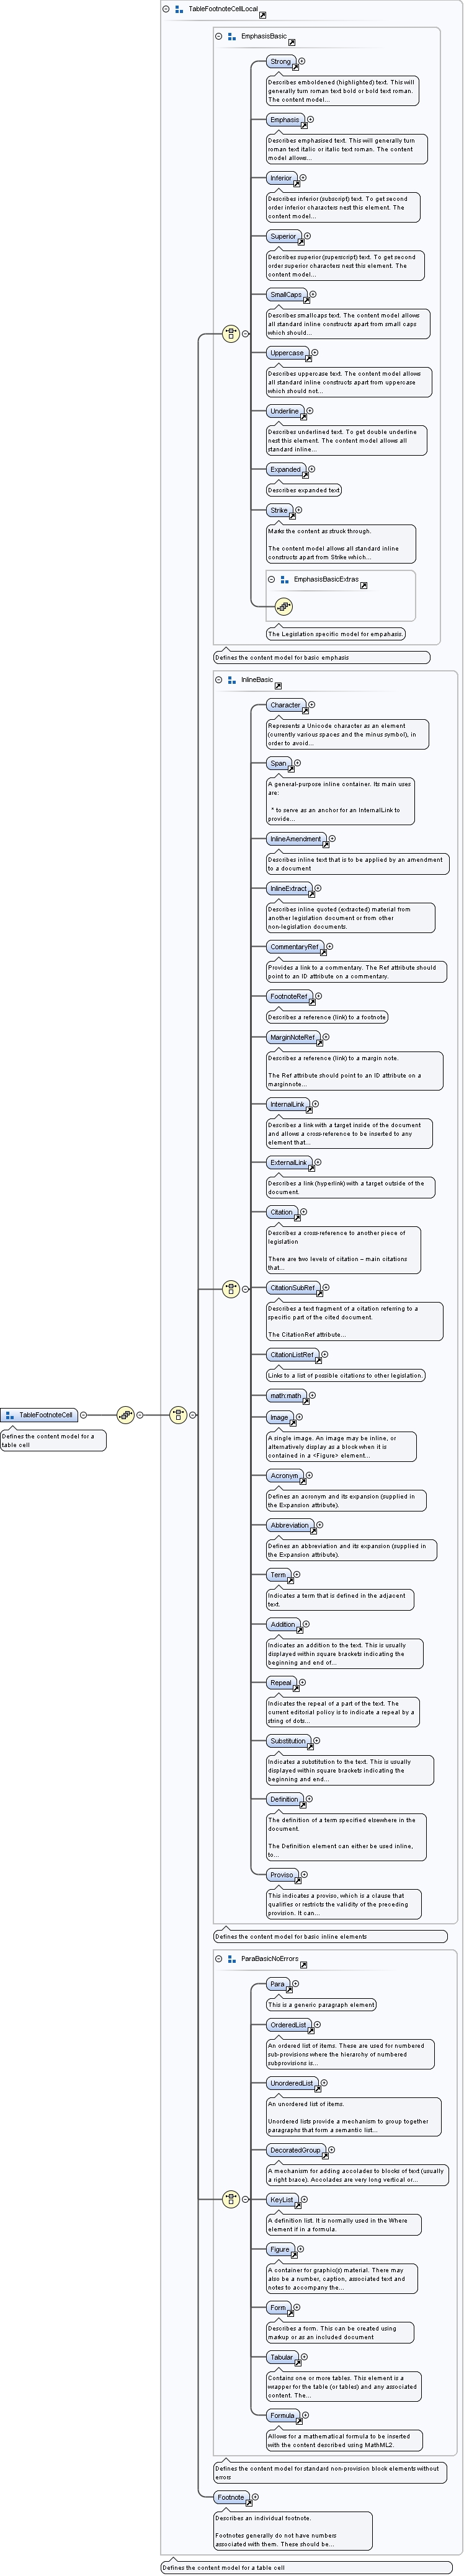 TableFootnoteCellLocal
EmphasisBasic
Strong
Describes emboldened (highlighted) text. This will
generally turn roman text bold or bold text roman.
The content model...
Emphasis
Describes emphasised text. This will generally turn
roman text italic or italic text roman. The content
model allows...
Inferior
Describes inferior (subscript) text. To get second
order inferior characters nest this element. The
content model...
Superior
Describes superior (superscript) text. To get second
order superior characters nest this element. The
content model...
SmallCaps
Describes smallcaps text. The content model allows
all standard inline constructs apart from small caps
which should...
Uppercase
Describes uppercase text. The content model allows
all standard inline constructs apart from uppercase
which should not...
Underline
Describes underlined text. To get double underline
nest this element. The content model allows all
standard inline...
Expanded
Describes expanded text
Strike
Marks the content as struck through.
The content model allows all standard inline
constructs apart from Strike which...
EmphasisBasicExtras
The Legislation specific model for empahasis.
Defines the content model for basic emphasis
InlineBasic
Character
Represents a Unicode character as an element
(currently various spaces and the minus symbol), in
order to avoid...
Span
A general-purpose inline container. Its main uses
are:
* to serve as an anchor for an InternalLink to
provide...
InlineAmendment
Describes inline text that is to be applied by an amendment
to a document
InlineExtract
Describes inline quoted (extracted) material from
another legislation document or from other
non-legislation documents.
CommentaryRef
Provides a link to a commentary. The Ref attribute should
point to an ID attribute on a commentary.
FootnoteRef
Describes a reference (link) to a footnote
MarginNoteRef
Describes a reference (link) to a margin note.
The Ref attribute should point to an ID attribute on a
marginnote...
InternalLink
Describes a link with a target inside of the document
and allows a cross-reference to be inserted to any
element that...
ExternalLink
Describes a link (hyperlink) with a target outside of the
document.
Citation
Describes a cross-reference to another piece of
legislation
There are two levels of citation – main citations
that...
CitationSubRef
Describes a text fragment of a citation referring to a
specific part of the cited document.
The CitationRef attribute...
CitationListRef
Links to a list of possible citations to other legislation.
math:math
Image
A single image. An image may be inline, or
alternatively display as a block when it is
contained in a <Figure> element...
Acronym
Defines an acronym and its expansion (supplied in
the Expansion attribute).
Abbreviation
Defines an abbreviation and its expansion (supplied in
the Expansion attribute).
Term
Indicates a term that is defined in the adjacent
text.
Addition
Indicates an addition to the text. This is usually
displayed within square brackets indicating the
beginning and end of...
Repeal
Indicates the repeal of a part of the text. The
current editorial policy is to indicate a repeal by a
string of dots...
Substitution
Indicates a substitution to the text. This is usually
displayed within square brackets indicating the
beginning and end...
Definition
The definition of a term specified elsewhere in the
document.
The Definition element can either be used inline,
to...
Proviso
This indicates a proviso, which is a clause that
qualifies or restricts the validity of the preceding
provision. It can...
Defines the content model for basic inline elements
TableFootnoteCell
Defines the content model for a
table cell
ParaBasicNoErrors
Para
This is a generic paragraph element
OrderedList
An ordered list of items. These are used for numbered
sub-provisions where the hierarchy of numbered
subprovisions is...
UnorderedList
An unordered list of items.
Unordered lists provide a mechanism to group together
paragraphs that form a semantic list...
DecoratedGroup
A mechanism for adding accolades to blocks of text (usually
a right brace). Accolades are very long vertical or...
KeyList
A definition list. It is normally used in the Where
element if in a formula.
Figure
A container for graphic(s) material. There may
also be a number, caption, associated text and
notes to accompany the...
Form
Describes a form. This can be created using
markup or as an included document
Tabular
Contains one or more tables. This element is a
wrapper for the table (or tables) and any associated
content. The...
Formula
Allows for a mathematical formula to be inserted
with the content described using MathML2.
Defines the content model for standard non-provision block elements without
errors
Footnote
Describes an individual footnote.
Footnotes generally do not have numbers
associated with them. These should be...
Defines the content model for a table cell